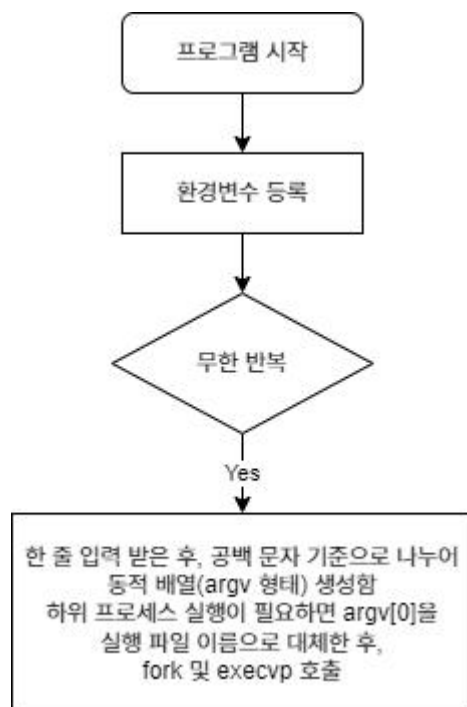 프로그램 시작
환경변수 등록
무한 반복
Yes
한 줄 입력 받은 후, 공백 문자 기준으로 나누어
동적 배열(argv 형태) 생성함
하위 프로세스 실행이 필요하면 argv[0]을
실행 파일 이름으로 대체한 후,
fork 및 execvp 호출